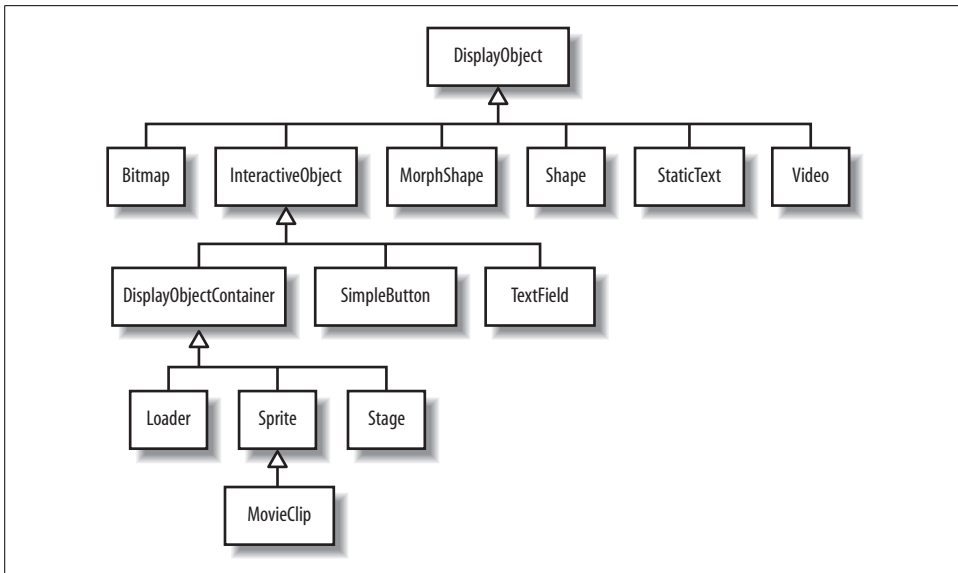 DisplayObject
Bitmap
InteractiveObject
MorphShape
Shape
StaticText
Video
DisplayObjectContainer
SimpleButton
TextField
Loader
Sprite
Stage
MovieClip